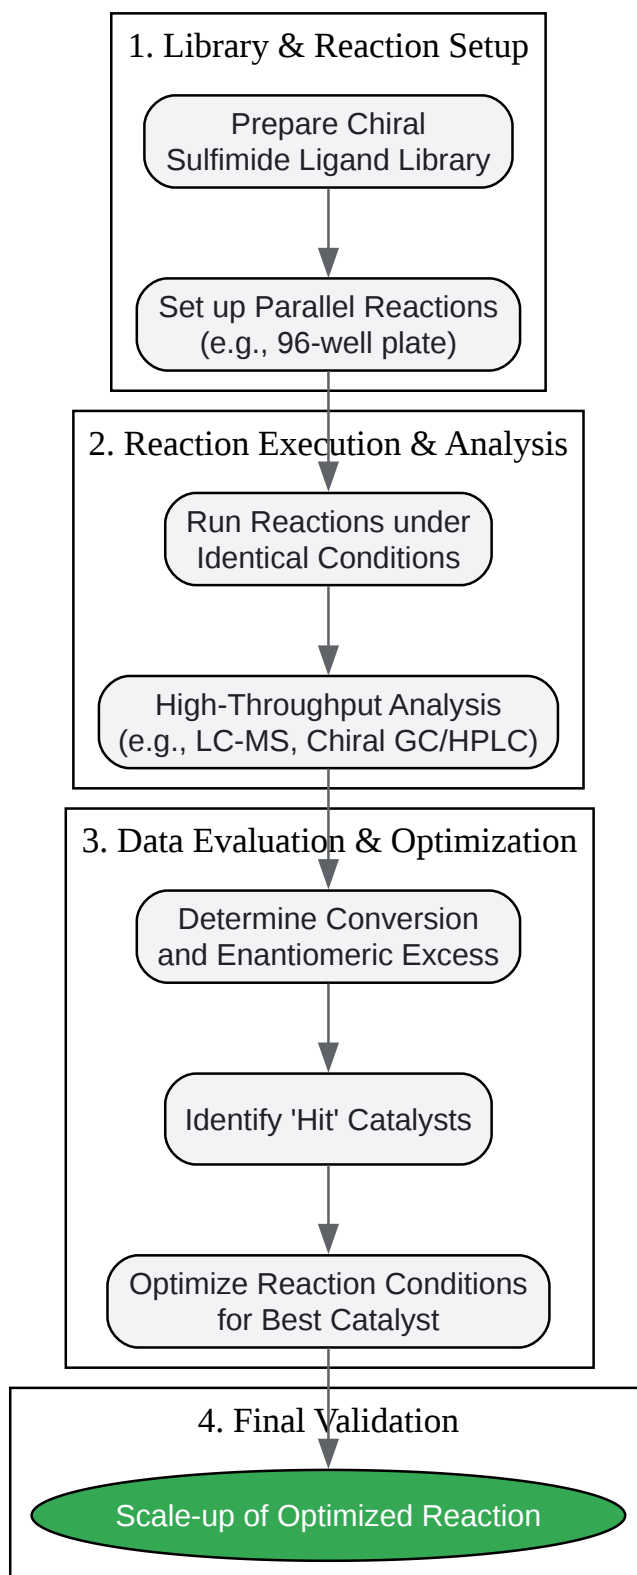 1. Library & Reaction Setup
Prepare Chiral
Sulfimide Ligand Library
Set up Parallel Reactions
(e.g., 96-well plate)
2. Reaction Execution & Analysis
Run Reactions under
Identical Conditions
High-Throughput Analysis
(e.g., LC-MS, Chiral GC/HPLC)
3. Data Evaluation & Optimization
Determine Conversion
and Enantiomeric Excess
Identify 'Hit' Catalysts
Optimize Reaction Conditions
for Best Catalyst
4. Final Validation
Scale-up of Optimized Reaction